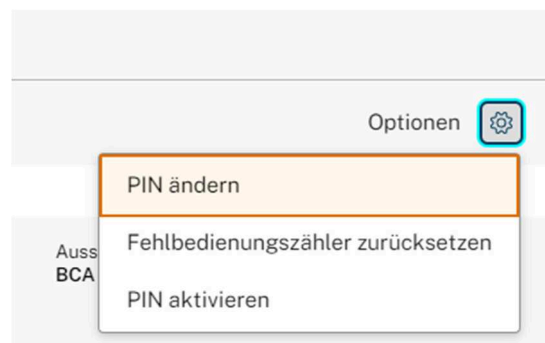 Optionen
PIN ändern
Fehlbedienungszähler zurücksetzen
Auss
BCA
PIN aktivieren